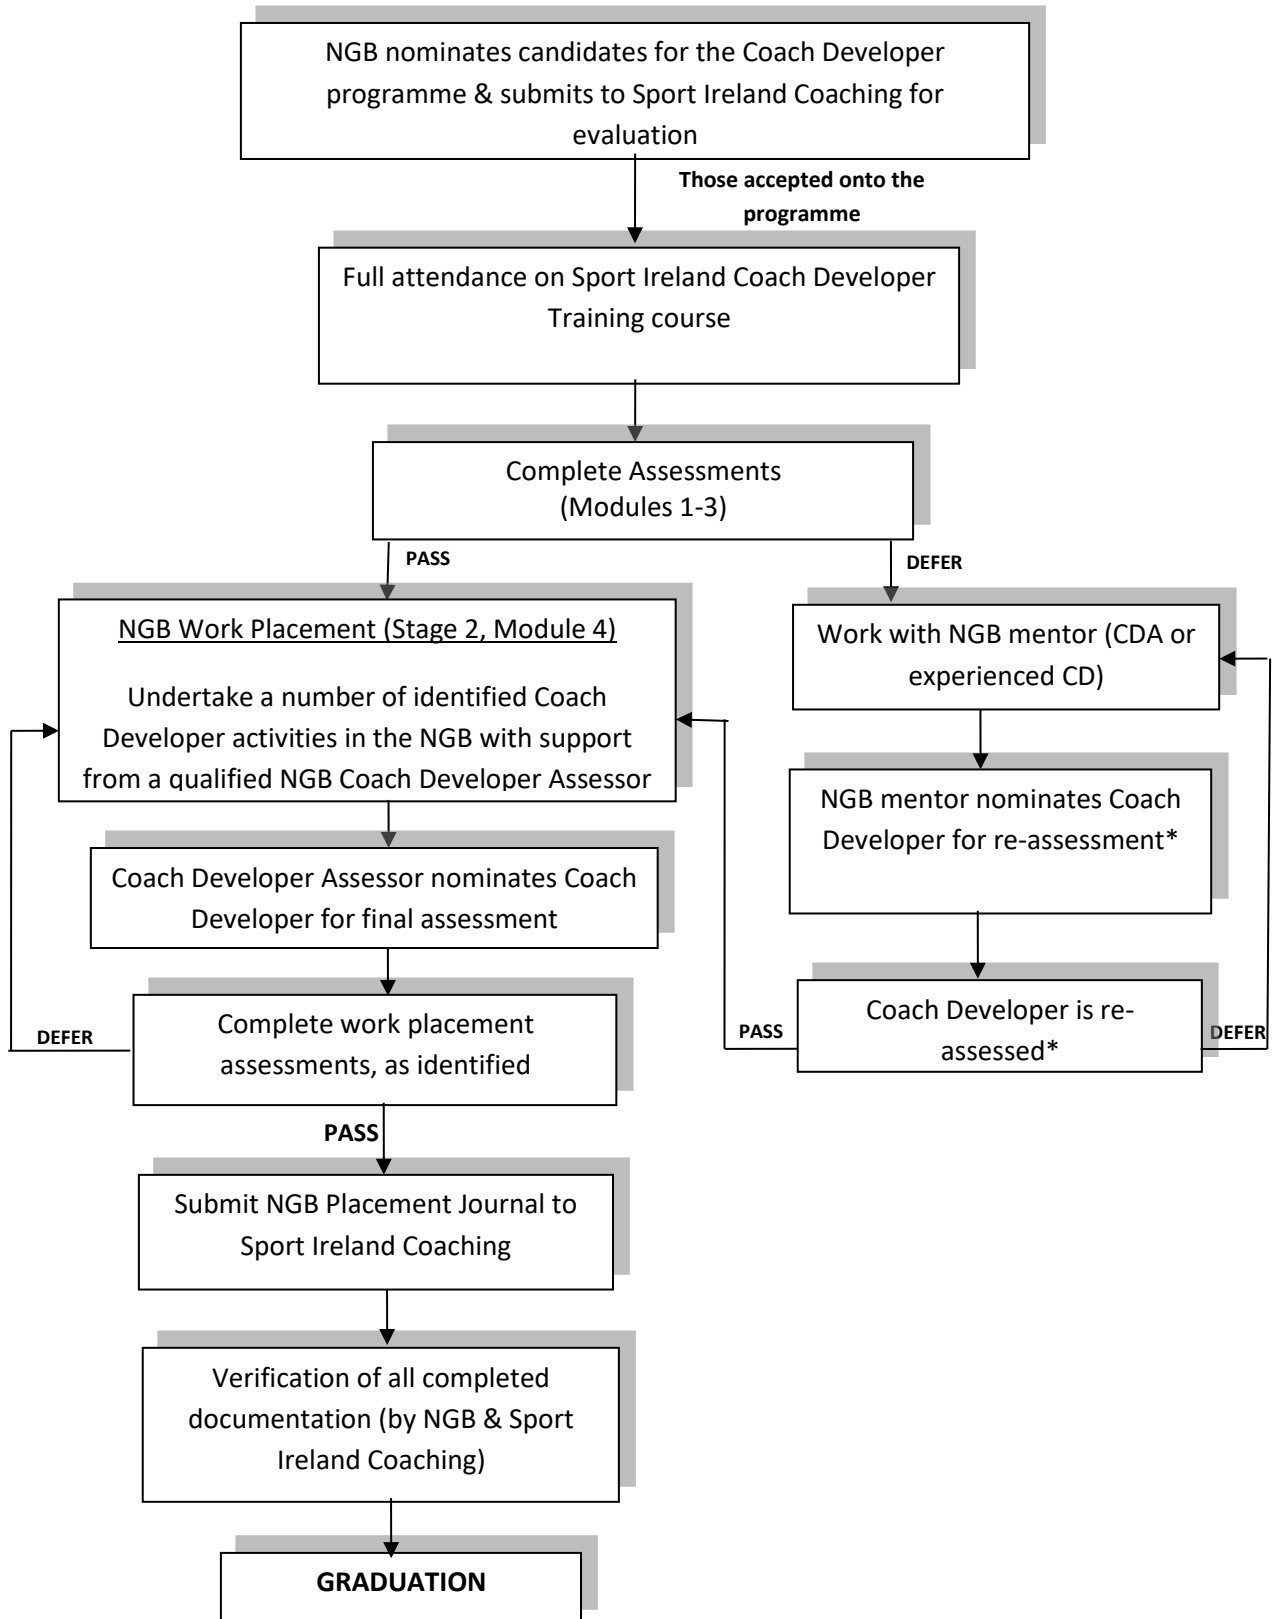 NGB nominates candidates for the Coach Developer
programme & submits to Sport Ireland Coaching for
evaluation
Those accepted onto the
programme
Full attendance on Sport Ireland Coach Developer
Training course
Complete Assessments
(Modules 1-3)
PASS
DEFER
NGB Work Placement (Stage 2, Module 4)
Undertake a number of identified Coach
Developer activities in the NGB with support
from a qualified NGB Coach Developer Assessor
Work with NGB mentor (CDA or
experienced CD)
NGB mentor nominates Coach
Developer for re-assessment*
Coach Developer Assessor nominates Coach
Developer for final assessment
Coach Developer is re-
assessed*
PASS
DEFER
Complete work placement
assessments, as identified
DEFER
PASS
Submit NGB Placement Journal to
Sport Ireland Coaching
Verification of all completed
documentation (by NGB & Sport
Ireland Coaching)
GRADUATION